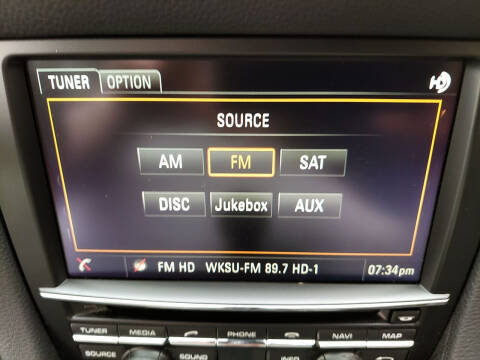 TUNER OPTION
HD
SOURCE
AM FM SAT
DISC Jukebox AUX
FM HD WKSU-FM 89.7 HD-1 07:34pm
TUNER MEDIA PHONE NAVI MAP
SOURCE SOUND INFO